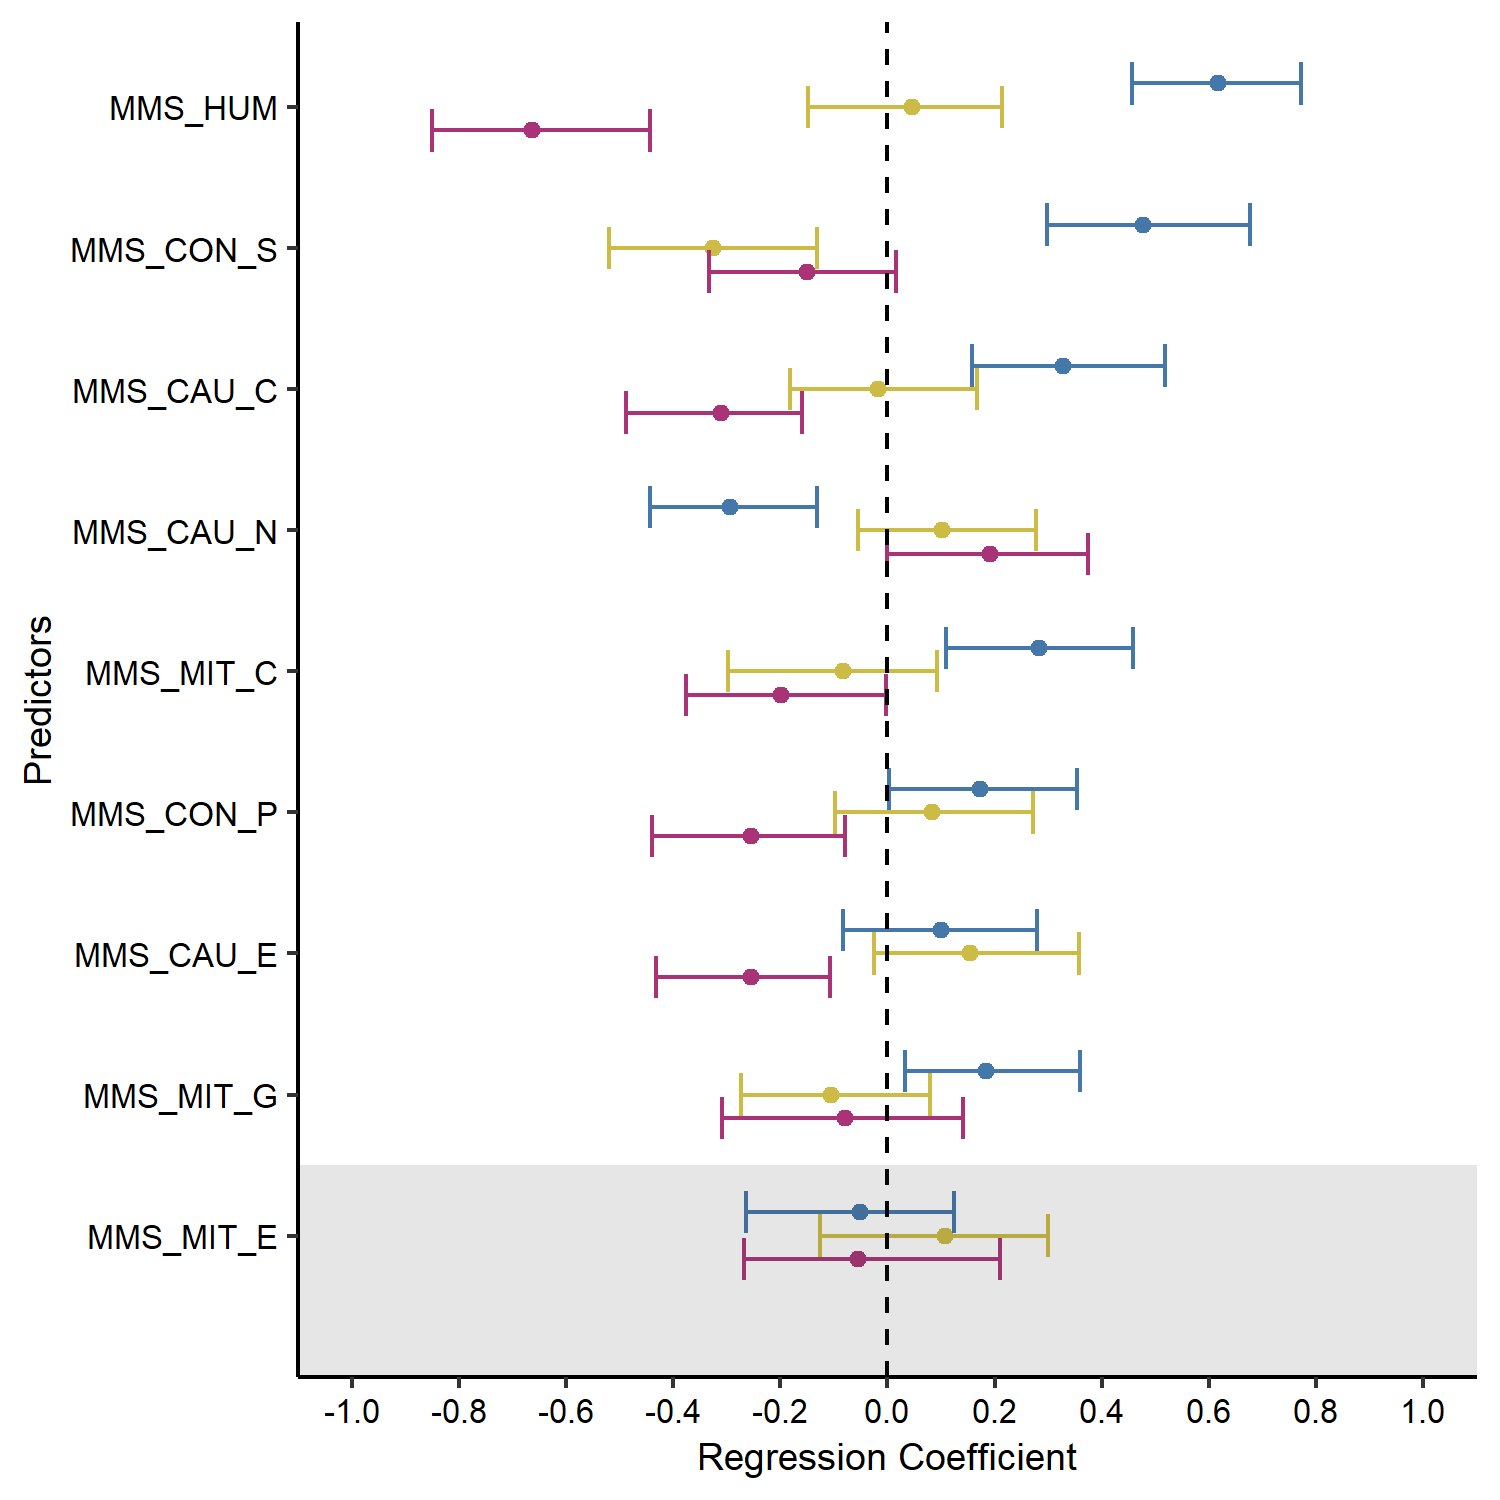 MMS_HUM
MMS_CON_S
MMS_CAU_C
MMS_CAU_N
MMS_MIT_C
MMS_CON_P
MMS_CAU_E
MMS_MIT_G
MMS_MIT_E
Predictors
-1.0 -0.8 -0.6 -0.4 -0.2 0.0 0.2 0.4 0.6 0.8 1.0
Regression Coefficient